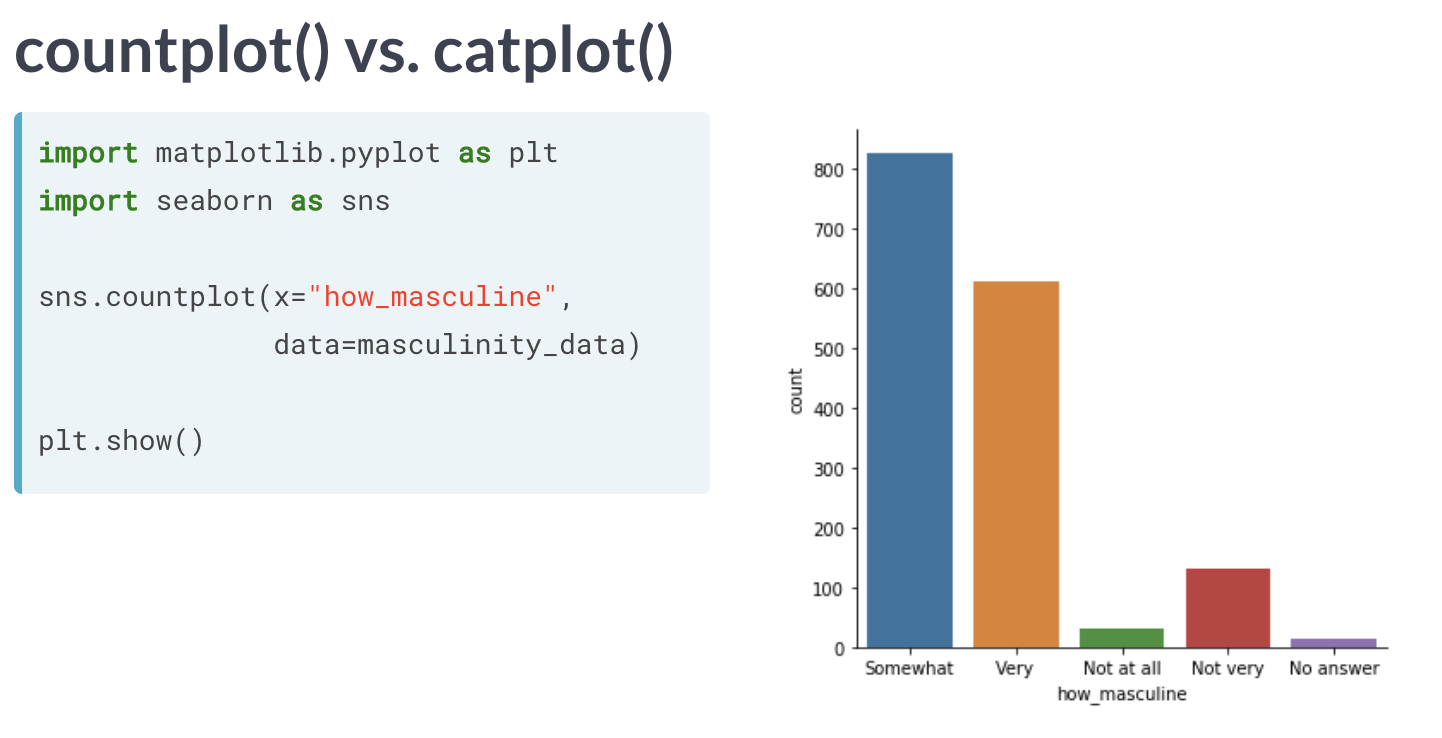 countplot() vs. catplot()
import matplotlib.pyplot as plt
import seaborn as sns
sns.countplot(x="how_masculine",
              data=masculinity_data)
plt.show()
800
700
600
500
400
300
200
100
0
count
Somewhat Very Not at all Not very No answer
how_masculine